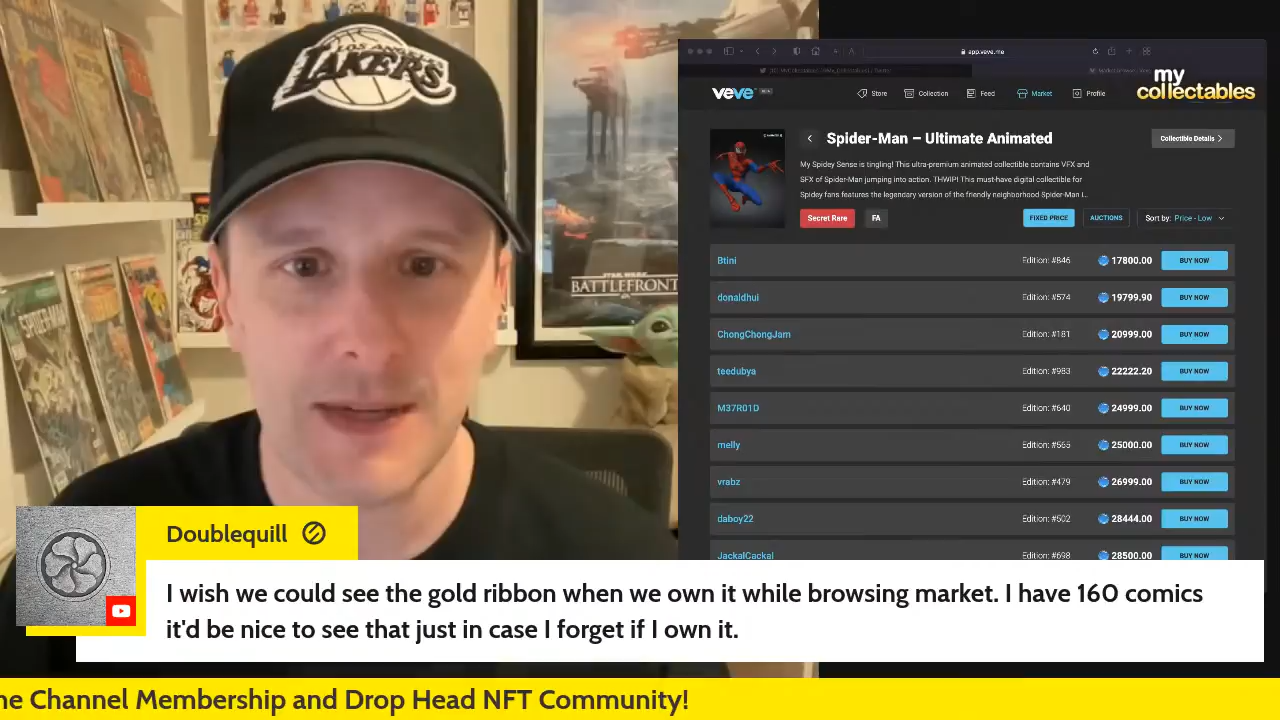 LOS ANGELES
LAKERS
STAR WARS
BATTLEFRONT
app.veve.me
my
collectables
veve
Store
Collection
Feed
Market
Profile
Spider-Man – Ultimate Animated
Collectible Details
My Spidey Sense is tingling! This ultra-premium animated collectible contains VFX and
SFX of Spider-Man jumping into action. THWIP! This must-have digital collectible for
Spidey fans features the legendary version of the friendly neighborhood Spider-Man i...
Secret Rare FA FIXED PRICE AUCTIONS Sort by: Price - Low
Btini Edition: #846 17800.00 BUY NOW
donaldhui Edition: #574 19799.90 BUY NOW
ChongChongJam Edition: #181 20999.00 BUY NOW
teedubya Edition: #983 22222.20 BUY NOW
M37R01D Edition: #640 24999.00 BUY NOW
melly Edition: #565 25000.00 BUY NOW
vrabz Edition: #479 26999.00 BUY NOW
daboy22 Edition: #502 28444.00 BUY NOW
JackalCackal Edition: #698 28500.00 BUY NOW
Doublequill
I wish we could see the gold ribbon when we own it while browsing market. I have 160 comics
it'd be nice to see that just in case I forget if I own it.
ne Channel Membership and Drop Head NFT Community!